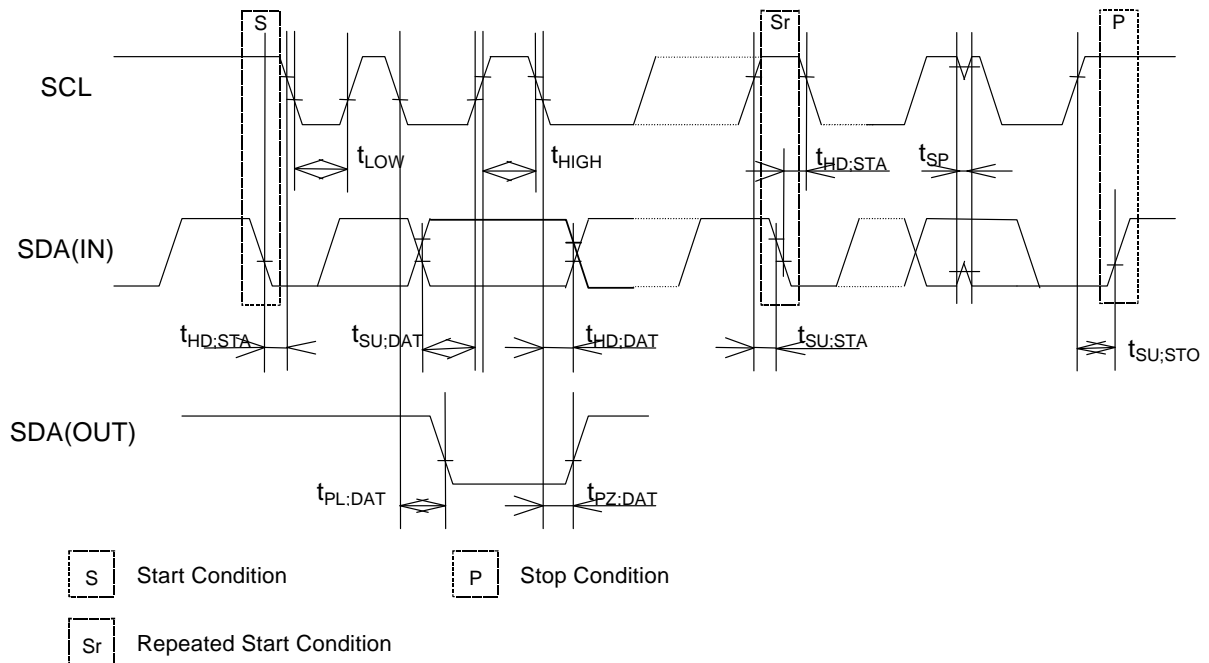 S Sr P
SCL
tLOW tHIGH tHD;STA tSP
SDA(IN)
tHD;STA tSU;DAT tHD;DAT tSU;STA tSU;STO
SDA(OUT)
tPL;DAT tPZ;DAT
S Start Condition P Stop Condition
Sr Repeated Start Condition